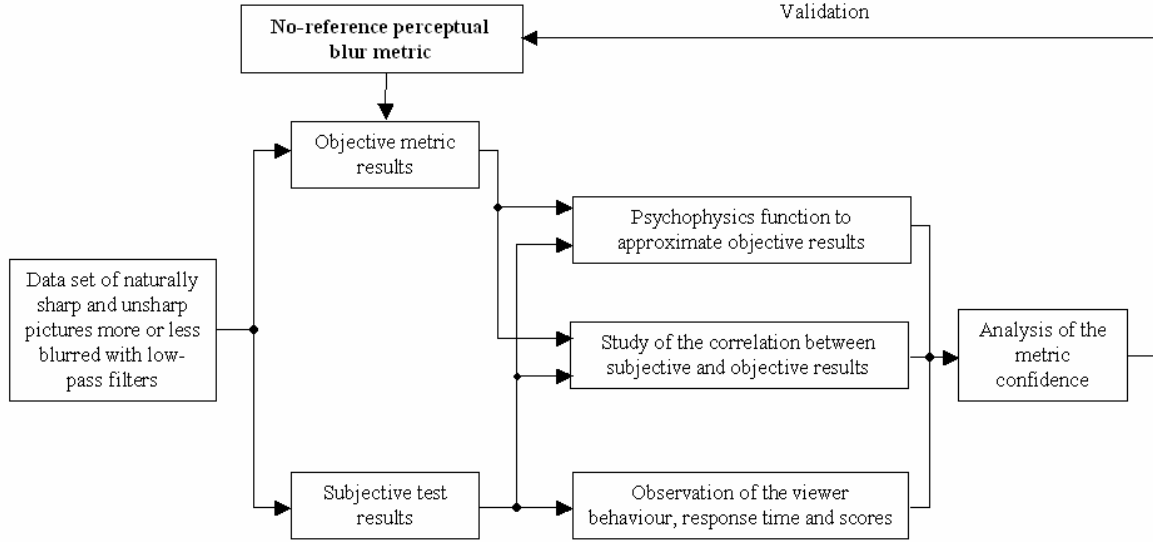 Validation
No-reference perceptual
blur metric
Objective metric
results
Psychophysics function to
approximate objective results
Data set of naturally
sharp and unsharp
pictures more or less
blurred with low-
pass filters
Study of the correlation between
subjective and objective results
Analysis of the
metric
confidence
Subjective test
results
Observation of the viewer
behaviour, response time and scores